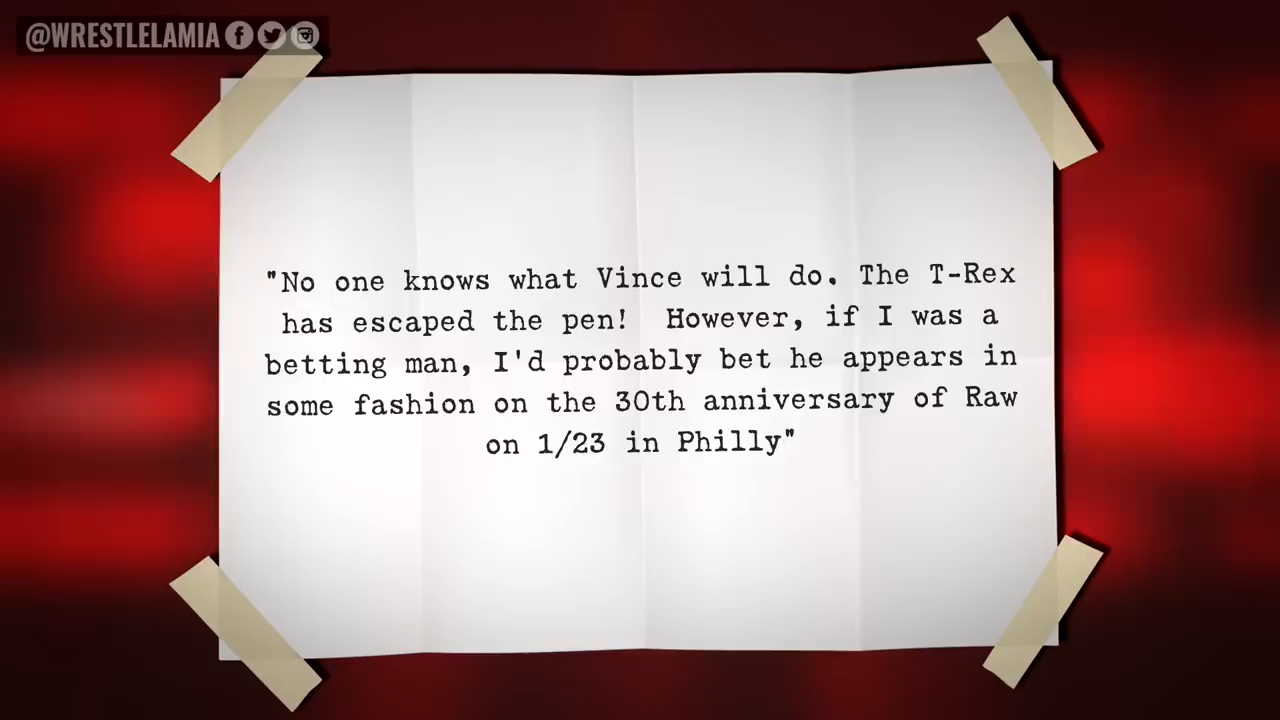 @WRESTLELAMIA
"No one knows what Vince will do. The T-Rex
has escaped the pen!  However, if I was a
betting man, I'd probably bet he appears in
some fashion on the 30th anniversary of Raw
on 1/23 in Philly"